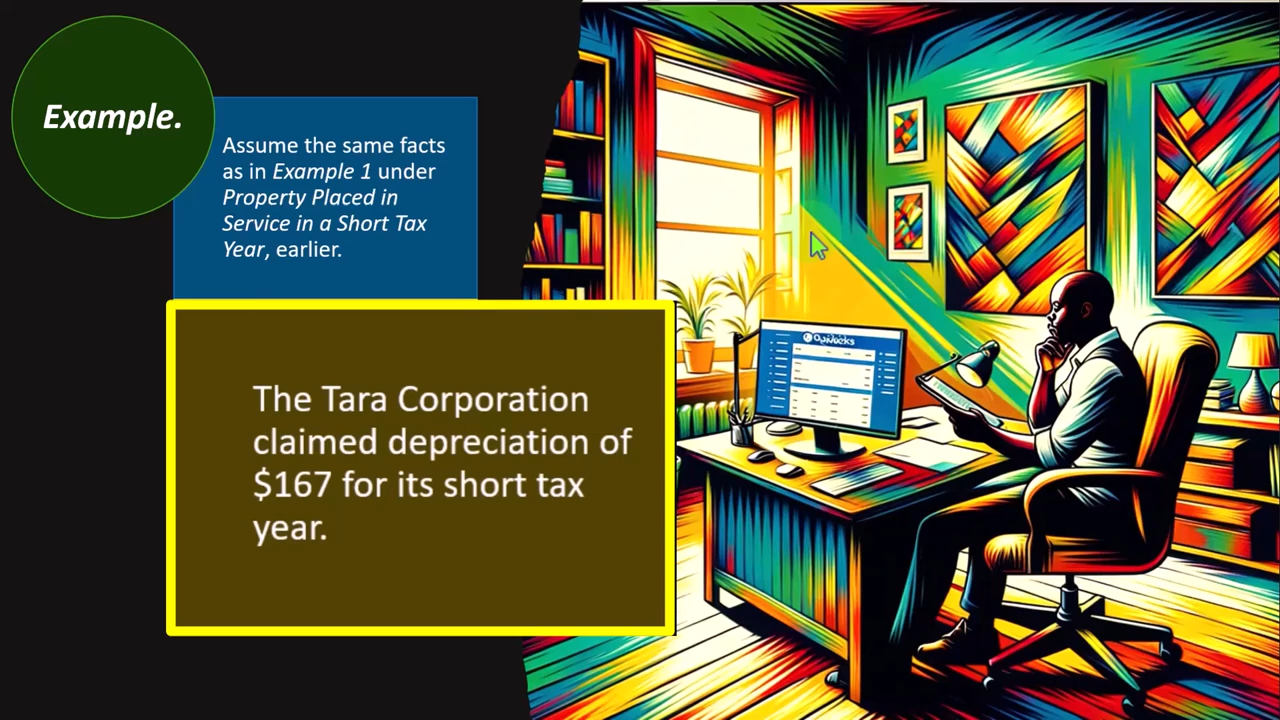 Example.
Assume the same facts
as in Example 1 under
Property Placed in
Service in a Short Tax
Year, earlier.
The Tara Corporation
claimed depreciation of
$167 for its short tax
year.